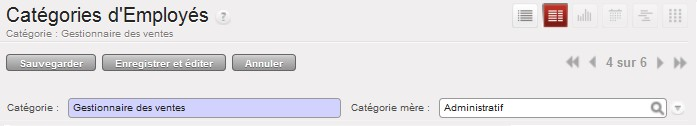 Catégories d'Employés ?
Catégorie : Gestionnaire des ventes
Sauvegarder Enregistrer et éditer Annuler 4 sur 6
Catégorie : Gestionnaire des ventes Catégorie mère : Administratif